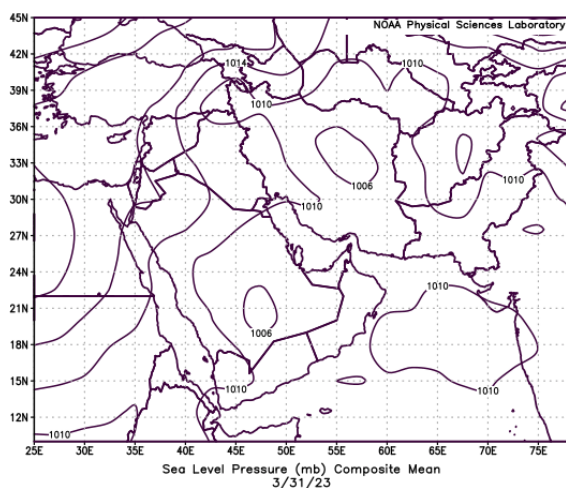 NOAA Physical Sciences Laboratory
45N
42N
1014
1010
39N
1010
36N
33N
1006
1010
30N
1010
27N
24N
1010
21N
1006
18N
15N
1010
1010
12N
1010
25E 30E 35E 40E 45E 50E 55E 60E 65E 70E 75E
Sea Level Pressure (mb) Composite Mean
3/31/23